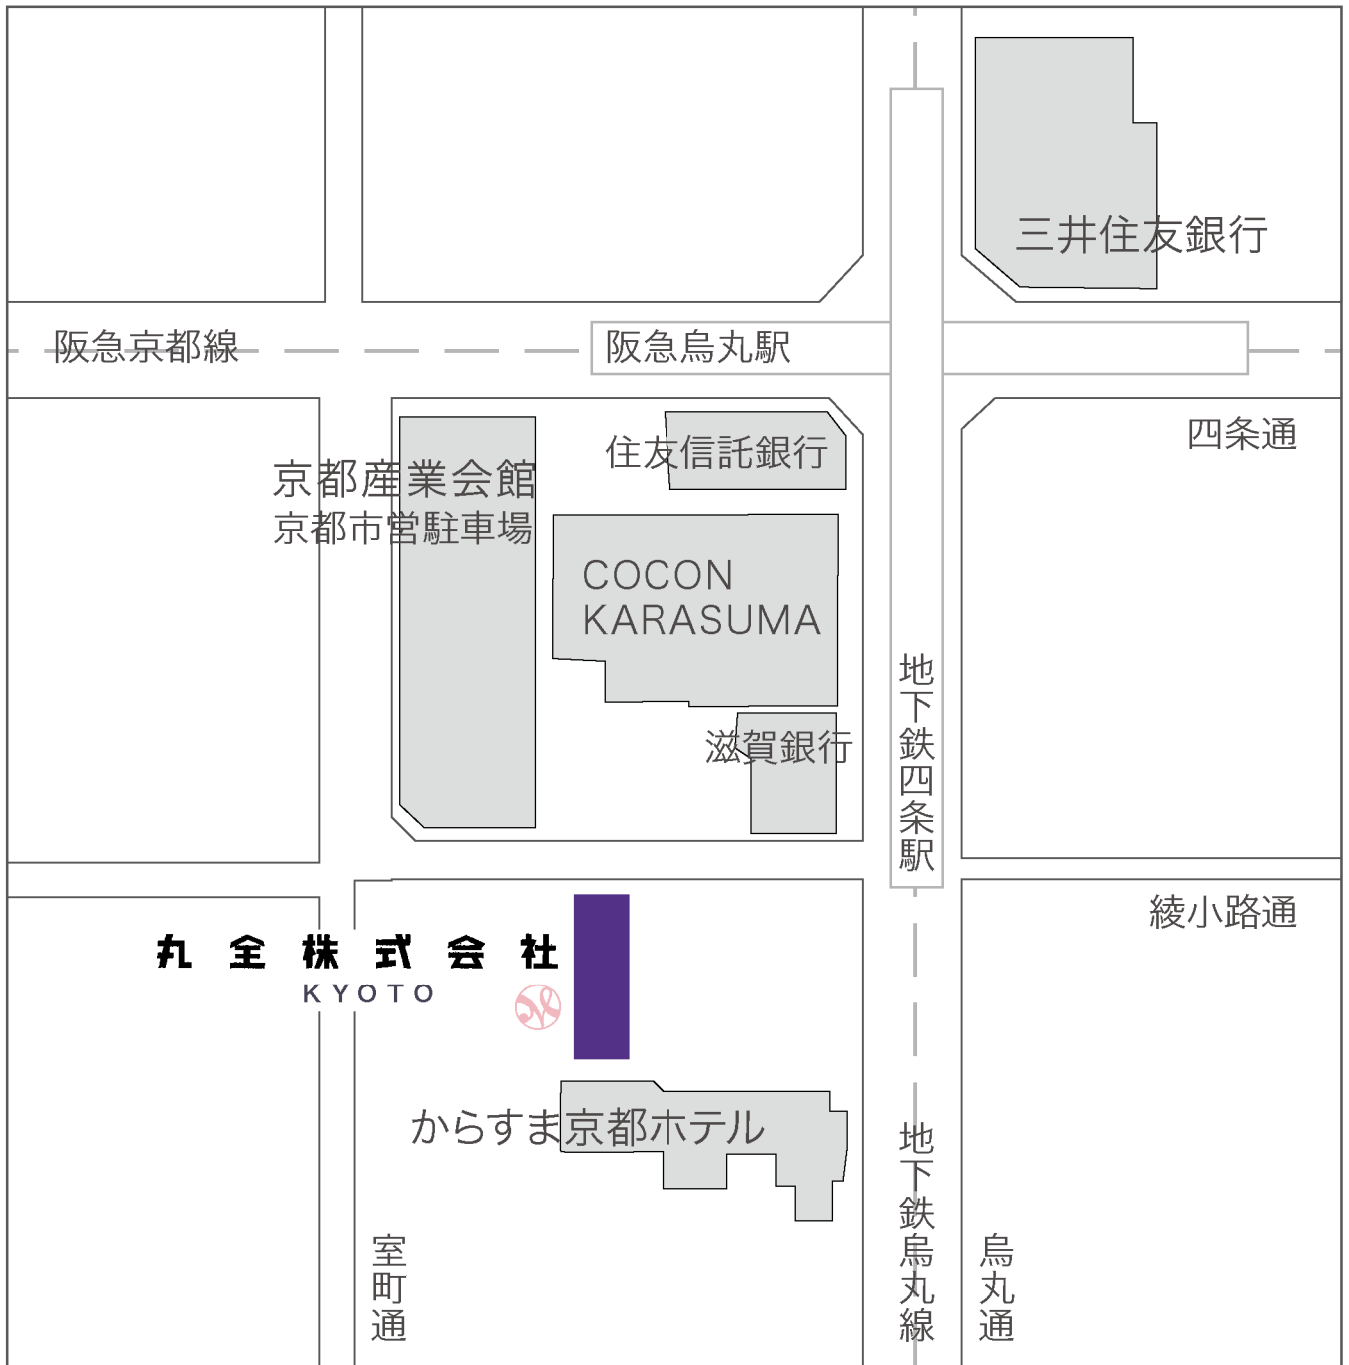 三井住友銀行
阪急京都線
阪急烏丸駅
四条通
住友信託銀行
京都産業会館
京都市営駐車場
COCON
KARASUMA
地下鉄四条駅
滋賀銀行
綾小路通
丸全株式会社
KYOTO
からすま京都ホテル
地下鉄烏丸線
室町通
烏丸通